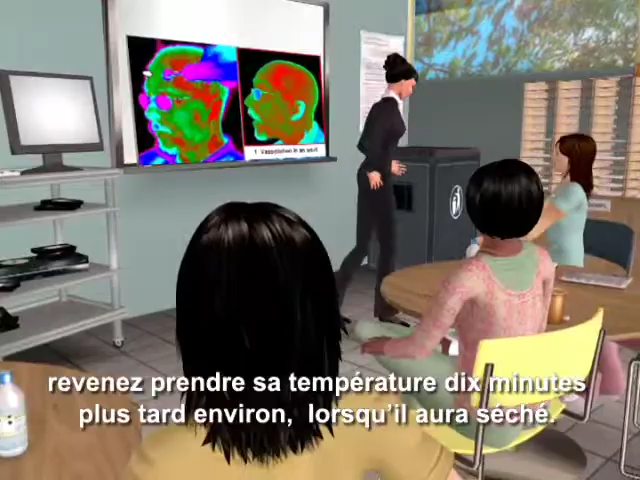 revenez prendre sa température dix minutes
plus tard environ, lorsqu'il aura séché.